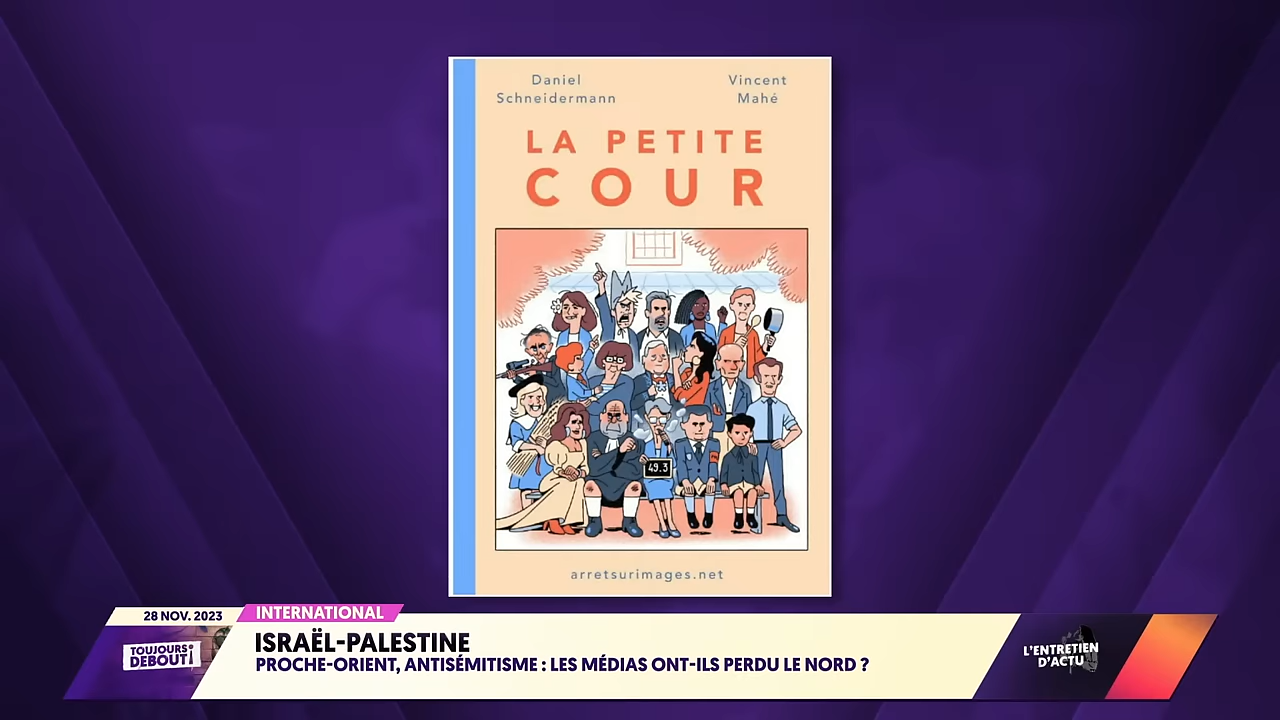 Daniel
Schneidermann
Vincent
Mahé
LA PETITE
COUR
49.3
arretsurimages.net
28 NOV. 2023
INTERNATIONAL
TOUJOURS
DEBOUT!
ISRAËL-PALESTINE
PROCHE-ORIENT, ANTISÉMITISME : LES MÉDIAS ONT-ILS PERDU LE NORD ?
L'ENTRETIEN
D'ACTU